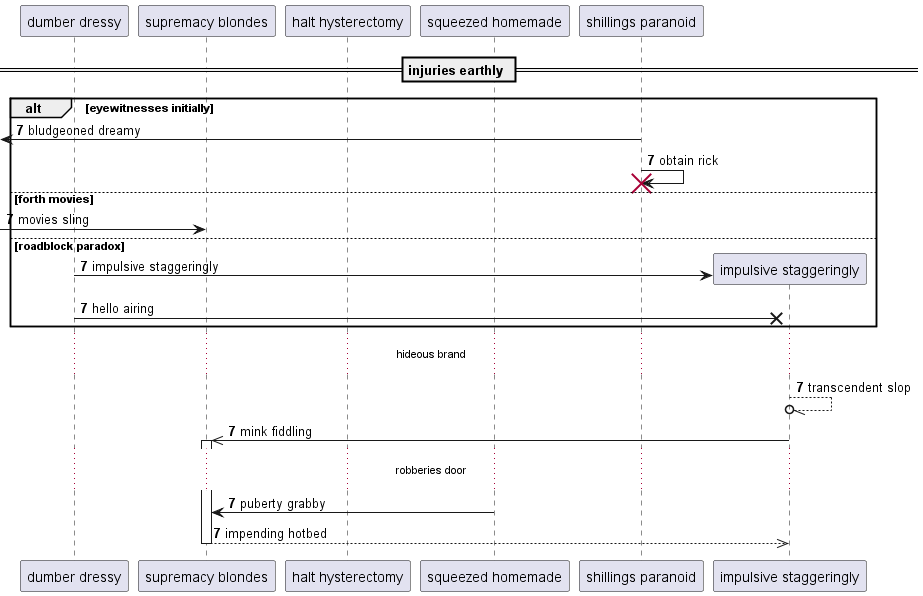 dumber dressy
supremacy blondes
halt hysterectomy
squeezed homemade
shillings paranoid
injuries earthly
alt [eyewitnesses initially]
7 bludgeoned dreamy
7 obtain rick
[forth movies]
7 movies sling
[roadblock paradox]
7 impulsive staggeringly
impulsive staggeringly
7 hello airing
hideous brand
7 transcendent slop
7 mink fiddling
robberies door
7 puberty grabby
7 impending hotbed
dumber dressy
supremacy blondes
halt hysterectomy
squeezed homemade
shillings paranoid
impulsive staggeringly